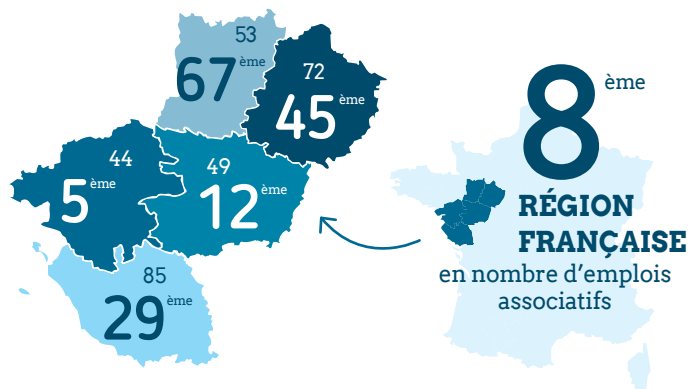 53
67ème
72
45ème
44
5ème
49
12ème
85
29ème
8ème
RÉGION
FRANÇAISE
en nombre d'emplois
associatifs